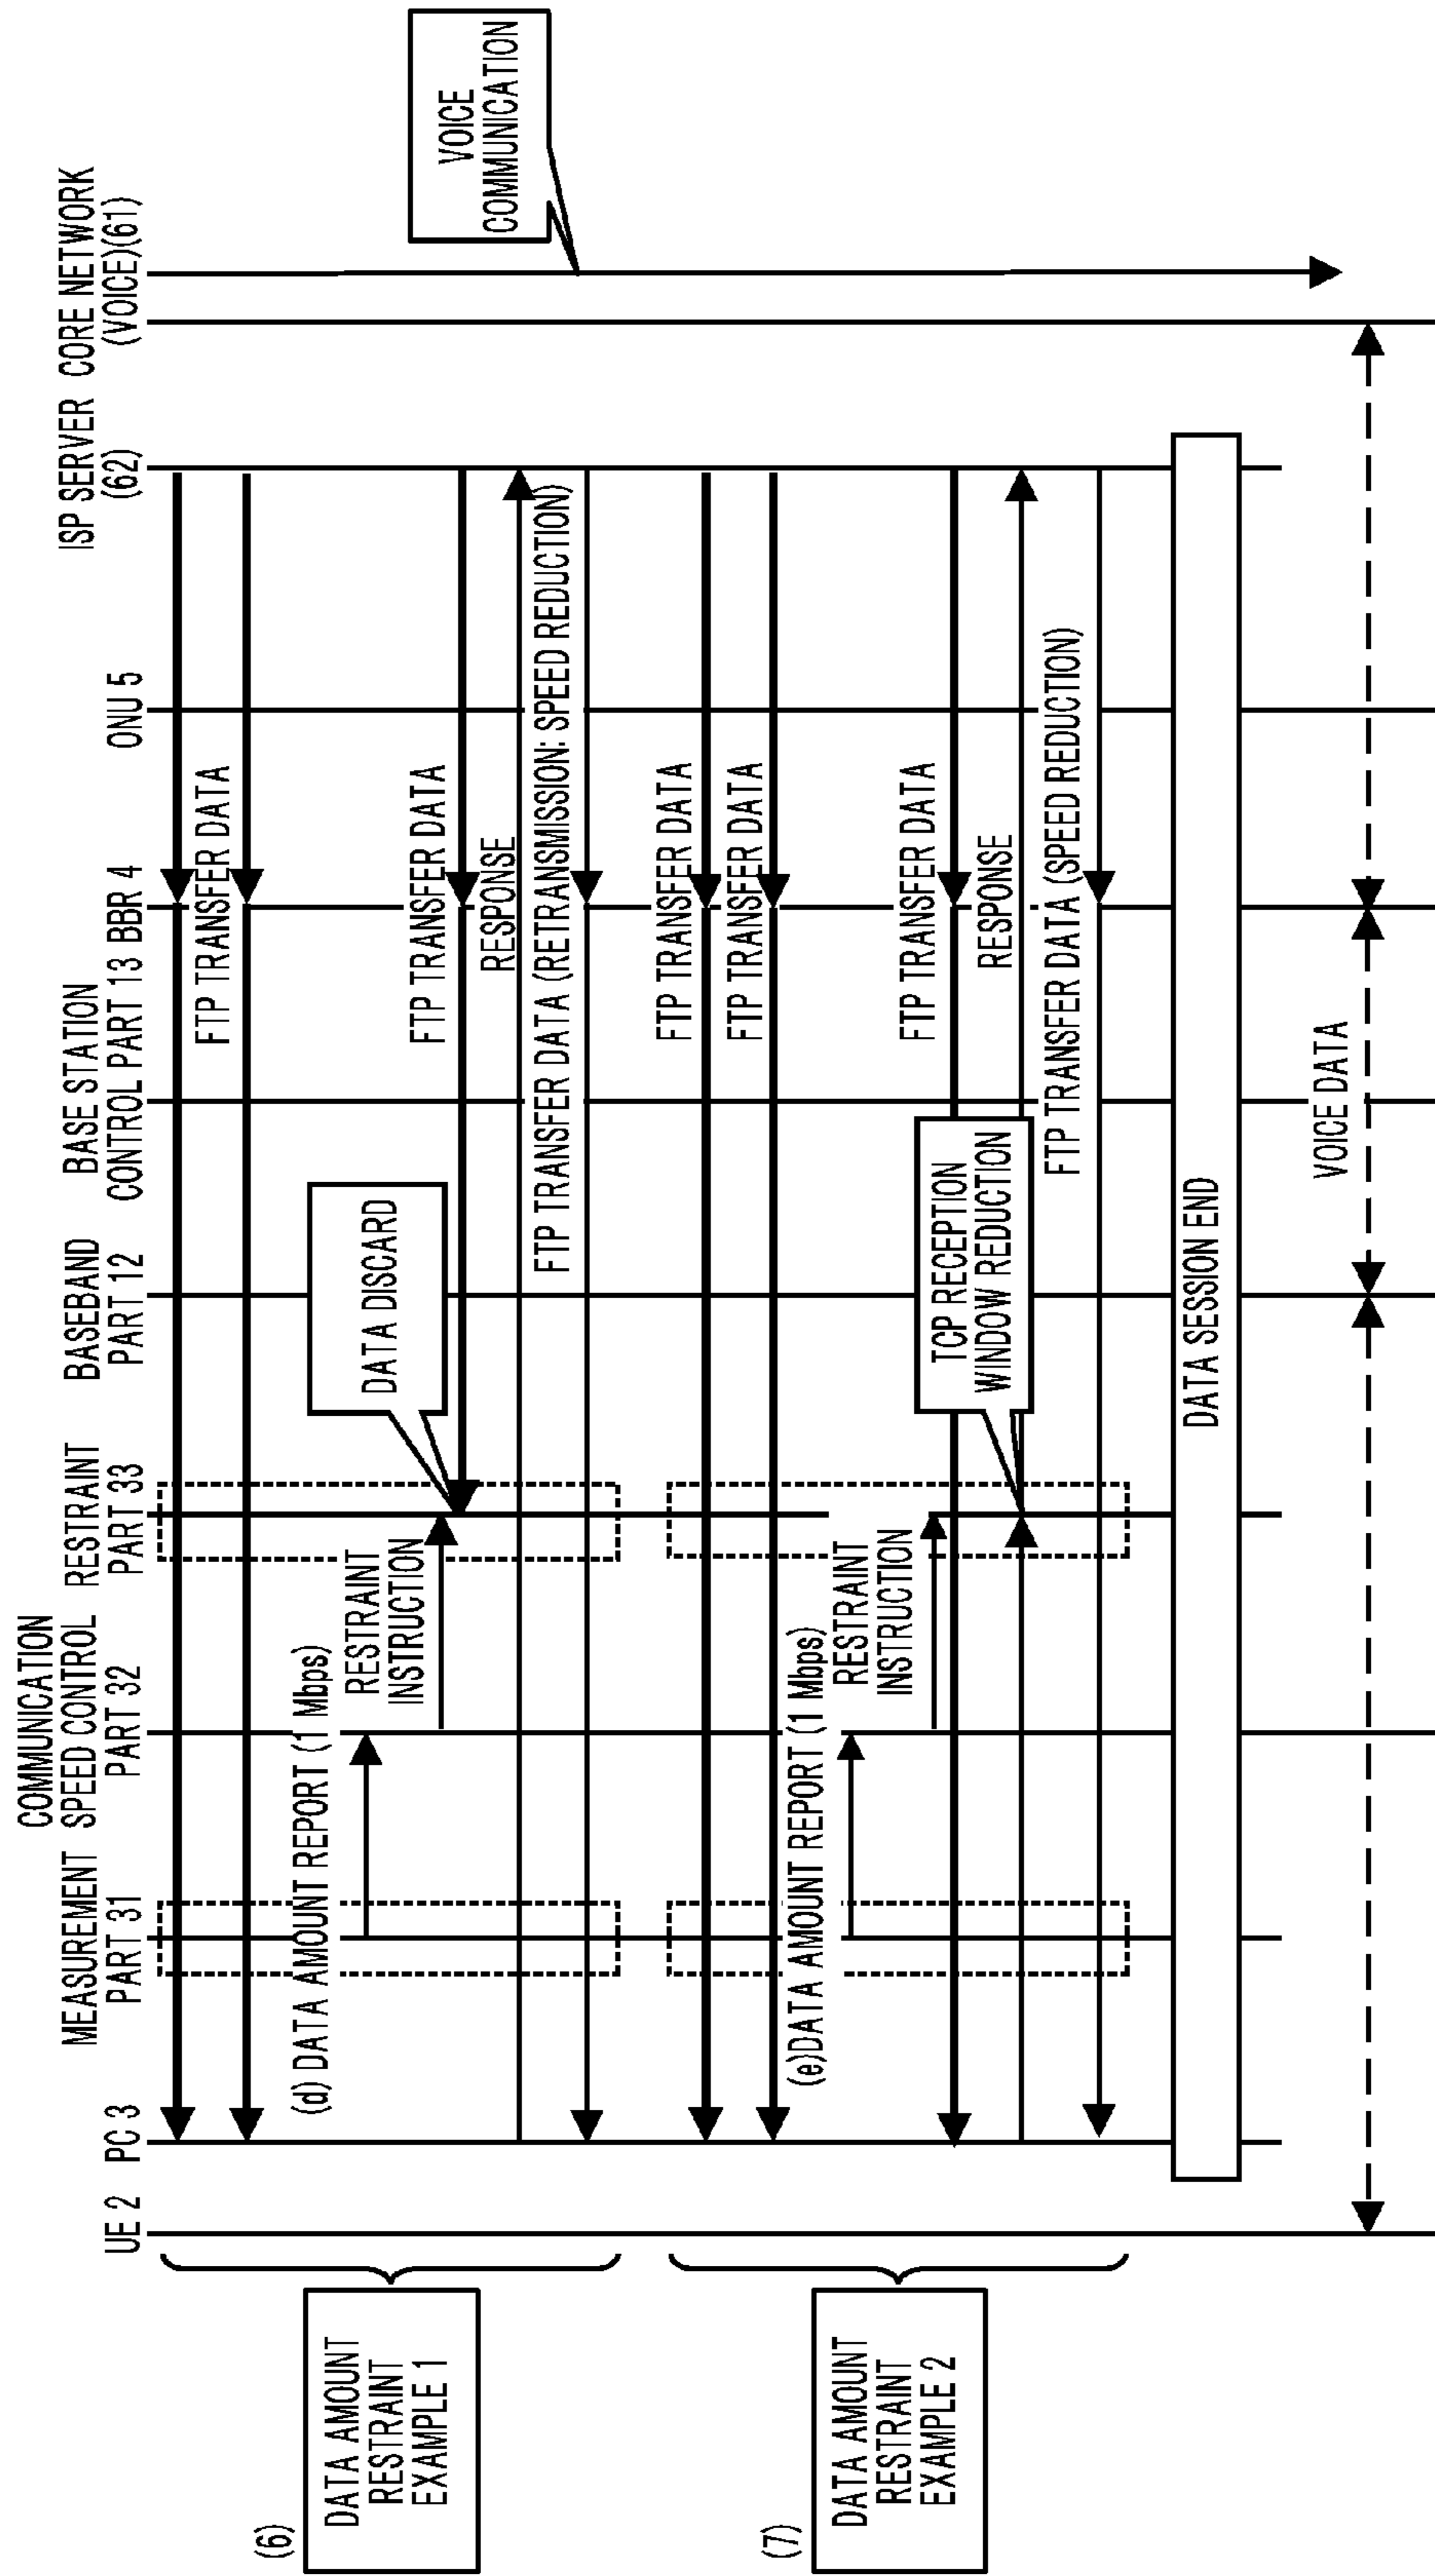 UE 2
PC 3
MEASUREMENT
PART 31
COMMUNICATION
SPEED CONTROL
PART 32
RESTRAINT
PART 33
BASEBAND
PART 12
BASE STATION
CONTROL PART 13
BBR 4
ONU 5
ISP SERVER
(62)
CORE NETWORK
(VOICE)(61)
(6)
DATA AMOUNT
RESTRAINT
EXAMPLE 1
FTP TRANSFER DATA
(d) DATA AMOUNT REPORT (1 Mbps)
RESTRAINT
INSTRUCTION
DATA DISCARD
FTP TRANSFER DATA
VOICE
COMMUNICATION
RESPONSE
FTP TRANSFER DATA (RETRANSMISSION: SPEED REDUCTION)
(7)
DATA AMOUNT
RESTRAINT
EXAMPLE 2
FTP TRANSFER DATA
FTP TRANSFER DATA
(e)DATA AMOUNT REPORT (1 Mbps)
RESTRAINT
INSTRUCTION
FTP TRANSFER DATA
TCP RECEPTION
WINDOW REDUCTION
RESPONSE
FTP TRANSFER DATA (SPEED REDUCTION)
DATA SESSION END
VOICE DATA